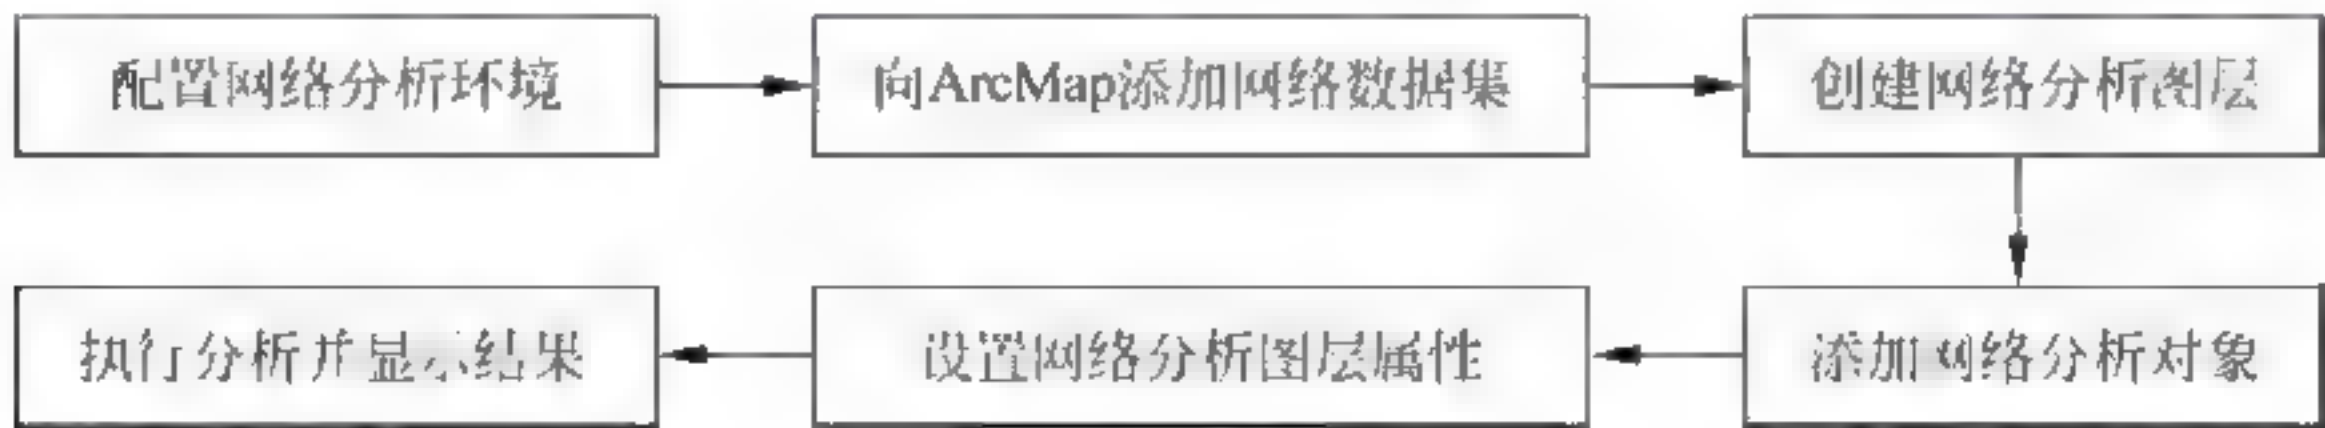 配置网络分析环境
向ArcMap添加网络数据集
创建网络分析图层
添加网络分析对象
设置网络分析图层属性
执行分析并显示结果